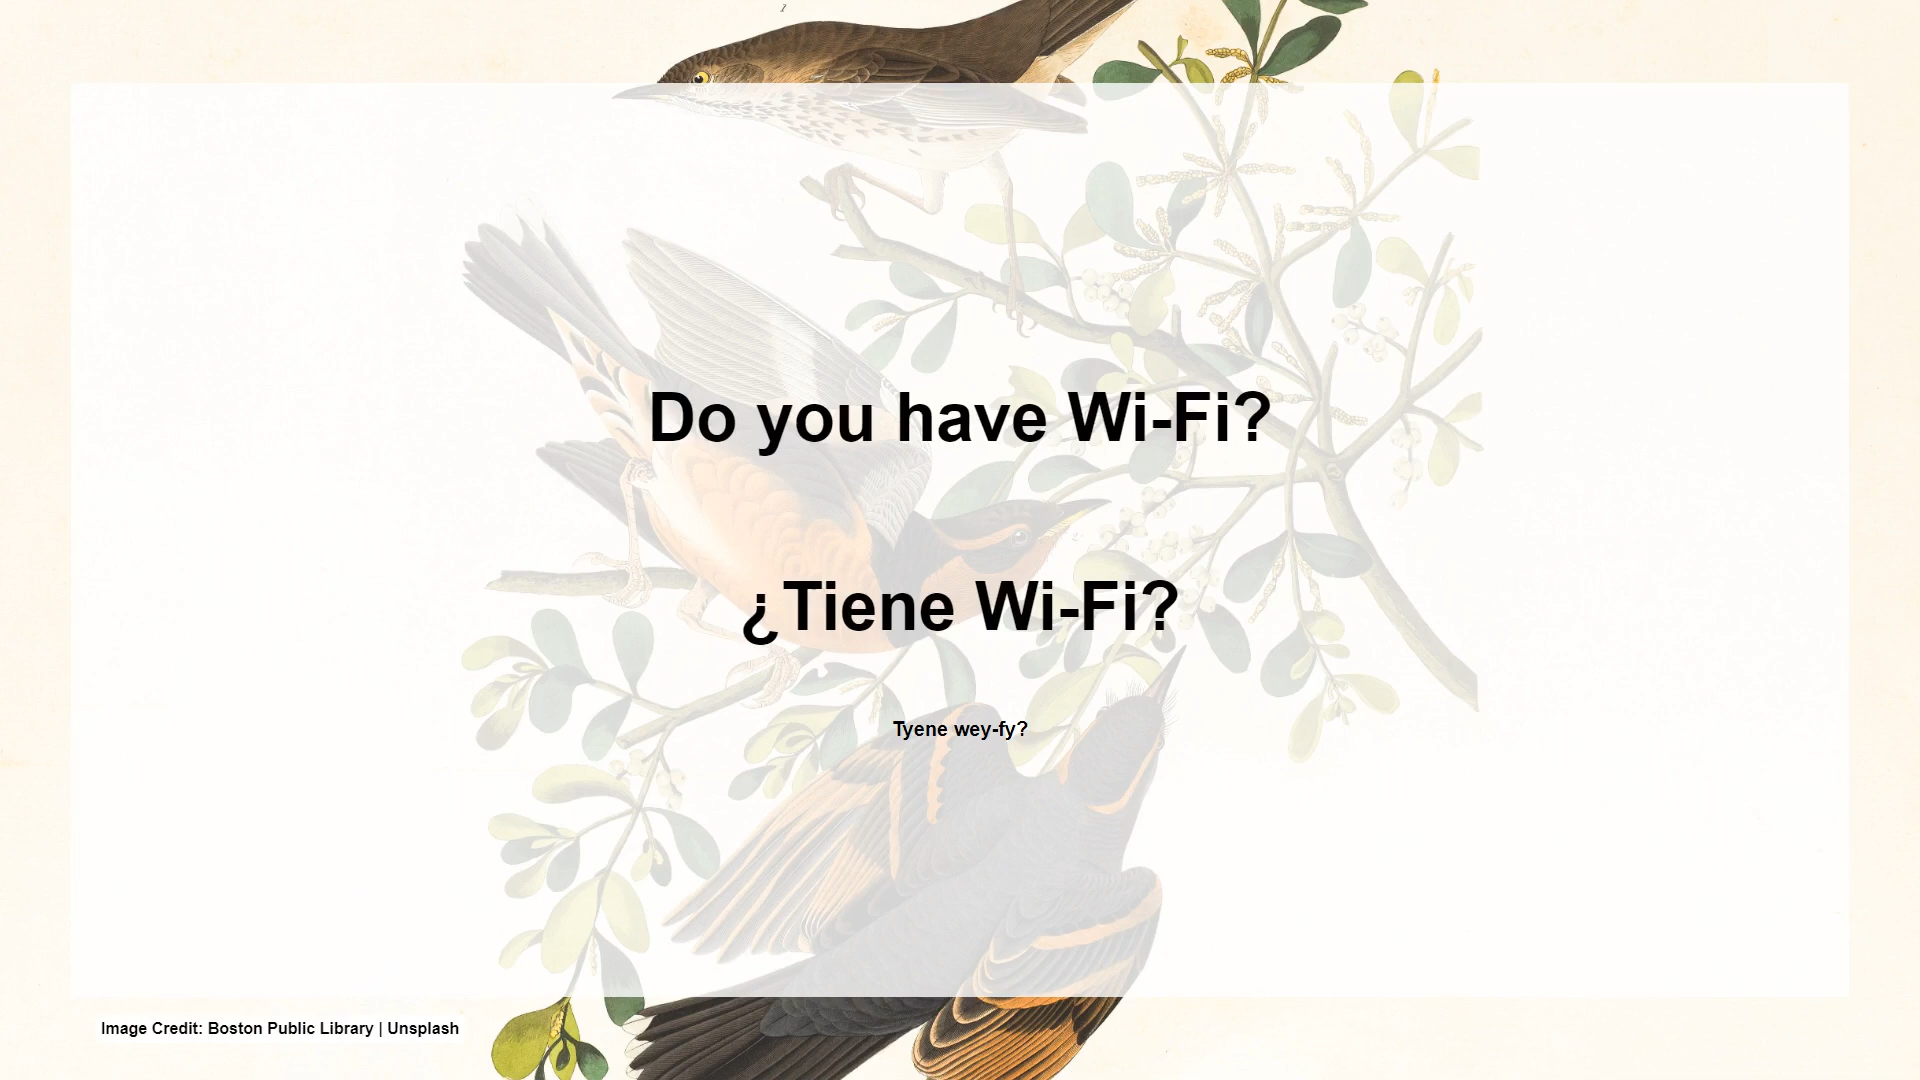 Do you have Wi-Fi?
¿Tiene Wi-Fi?
Tyene wey-fy?
Image Credit: Boston Public Library | Unsplash